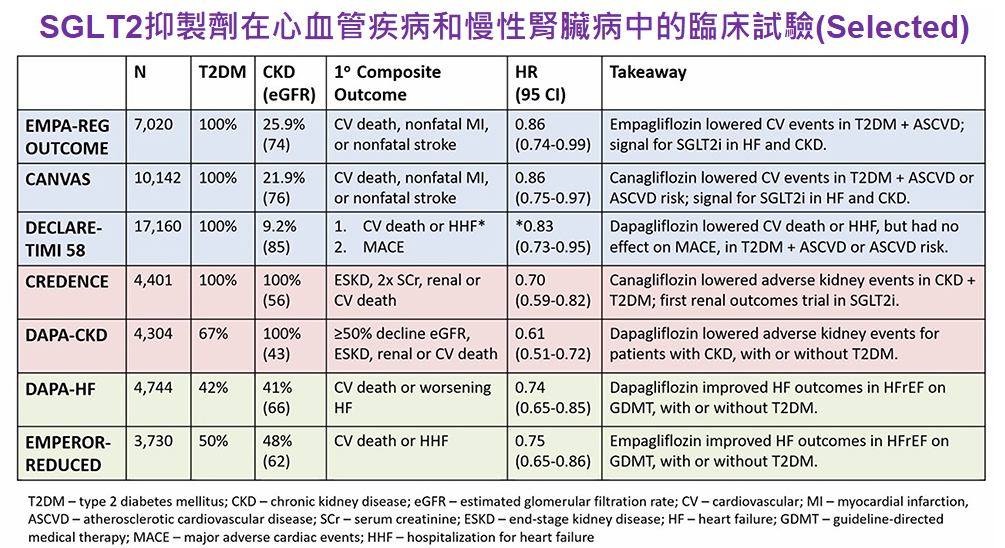 SGLT2抑製劑在心血管疾病和慢性腎臟病中的臨床試驗(Selected)
N T2DM CKD (eGFR) 1° Composite Outcome HR (95 CI) Takeaway
EMPA-REG OUTCOME 7,020 100% 25.9% (74) CV death, nonfatal MI, or nonfatal stroke 0.86 (0.74-0.99) Empagliflozin lowered CV events in T2DM + ASCVD; signal for SGLT2i in HF and CKD.
CANVAS 10,142 100% 21.9% (76) CV death, nonfatal MI, or nonfatal stroke 0.86 (0.75-0.97) Canagliflozin lowered CV events in T2DM + ASCVD or ASCVD risk; signal for SGLT2i in HF and CKD.
DECLARE-TIMI 58 17,160 100% 9.2% (85) 1. CV death or HHF* 2. MACE *0.83 (0.73-0.95) Dapagliflozin lowered CV death or HHF, but had no effect on MACE, in T2DM + ASCVD or ASCVD risk.
CREDENCE 4,401 100% 100% (56) ESKD, 2x SCr, renal or CV death 0.70 (0.59-0.82) Canagliflozin lowered adverse kidney events in CKD + T2DM; first renal outcomes trial in SGLT2i.
DAPA-CKD 4,304 67% 100% (43) ≥50% decline eGFR, ESKD, renal or CV death 0.61 (0.51-0.72) Dapagliflozin lowered adverse kidney events for patients with CKD, with or without T2DM.
DAPA-HF 4,744 42% 41% (66) CV death or worsening HF 0.74 (0.65-0.85) Dapagliflozin improved HF outcomes in HFrEF on GDMT, with or without T2DM.
EMPEROR-REDUCED 3,730 50% 48% (62) CV death or HHF 0.75 (0.65-0.86) Empagliflozin improved HF outcomes in HFrEF on GDMT, with or without T2DM.
T2DM – type 2 diabetes mellitus; CKD – chronic kidney disease; eGFR – estimated glomerular filtration rate; CV – cardiovascular; MI – myocardial infarction,
ASCVD – atherosclerotic cardiovascular disease; SCr – serum creatinine; ESKD – end-stage kidney disease; HF – heart failure; GDMT – guideline-directed
medical therapy; MACE – major adverse cardiac events; HHF – hospitalization for heart failure